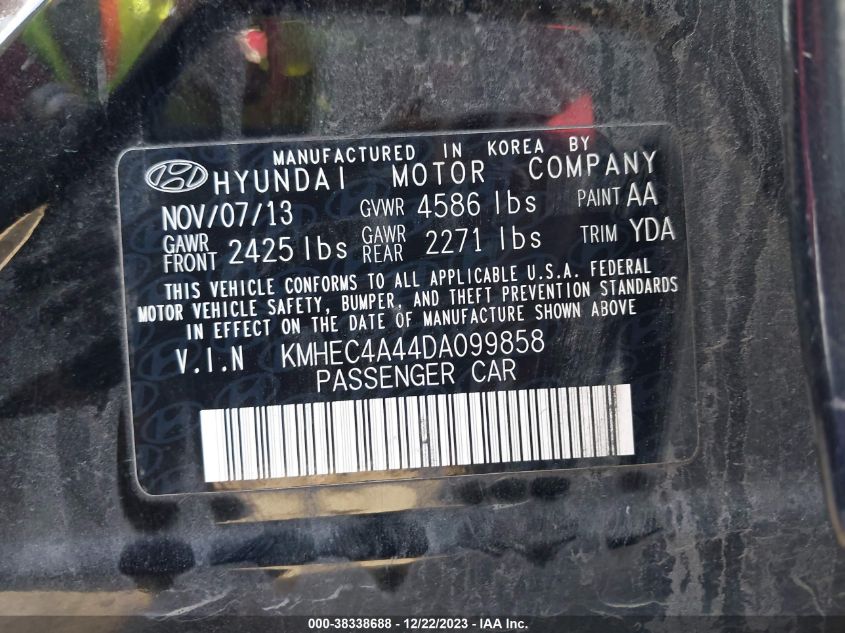 MANUFACTURED IN KOREA BY
HYUNDAI MOTOR COMPANY
NOV/07/13 GVWR 4586 lbs PAINT AA
GAWR FRONT 2425 lbs GAWR REAR 2271 lbs TRIM YDA
THIS VEHICLE CONFORMS TO ALL APPLICABLE U.S.A. FEDERAL
MOTOR VEHICLE SAFETY, BUMPER, AND THEFT PREVENTION STANDARDS
IN EFFECT ON THE DATE OF MANUFACTURE SHOWN ABOVE
V.I.N KMHEC4A44DA099858
PASSENGER CAR
000-38338688 - 12/22/2023 - IAA Inc.